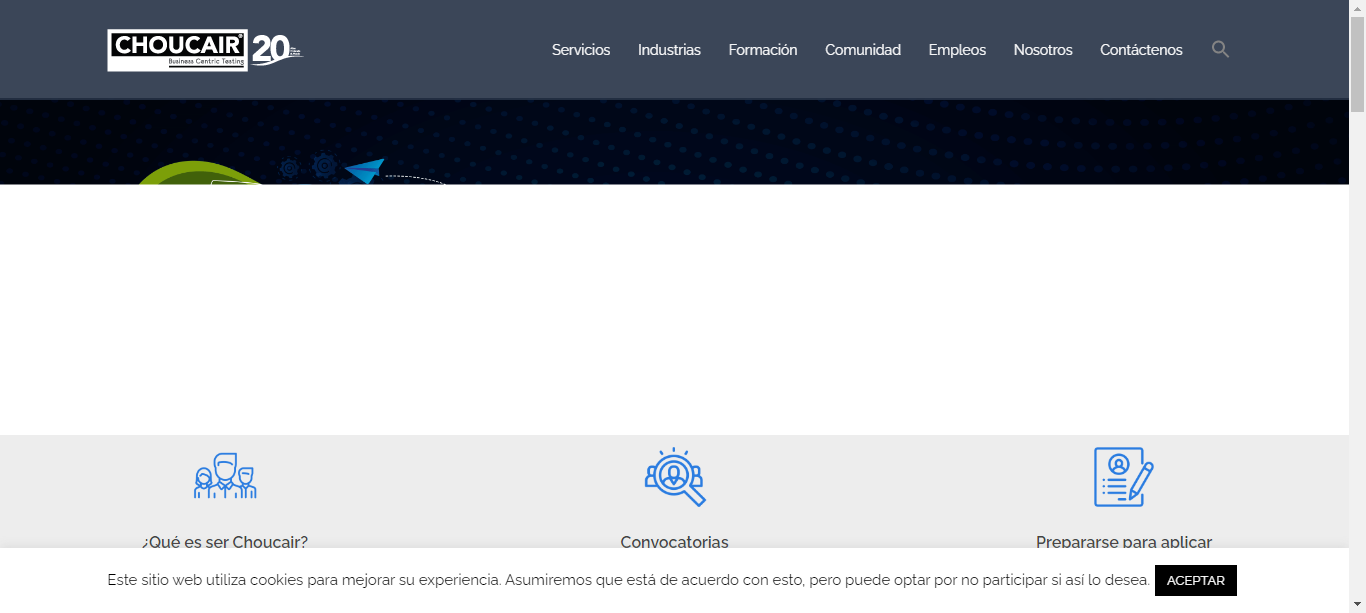 CHOUCAIR® 20
Business Centric Testing
Servicios Industrias Formación Comunidad Empleos Nosotros Contáctenos
¿Qué es ser Choucair? Convocatorias Prepararse para aplicar
Este sitio web utiliza cookies para mejorar su experiencia. Asumiremos que está de acuerdo con esto, pero puede optar por no participar si así lo desea. ACEPTAR